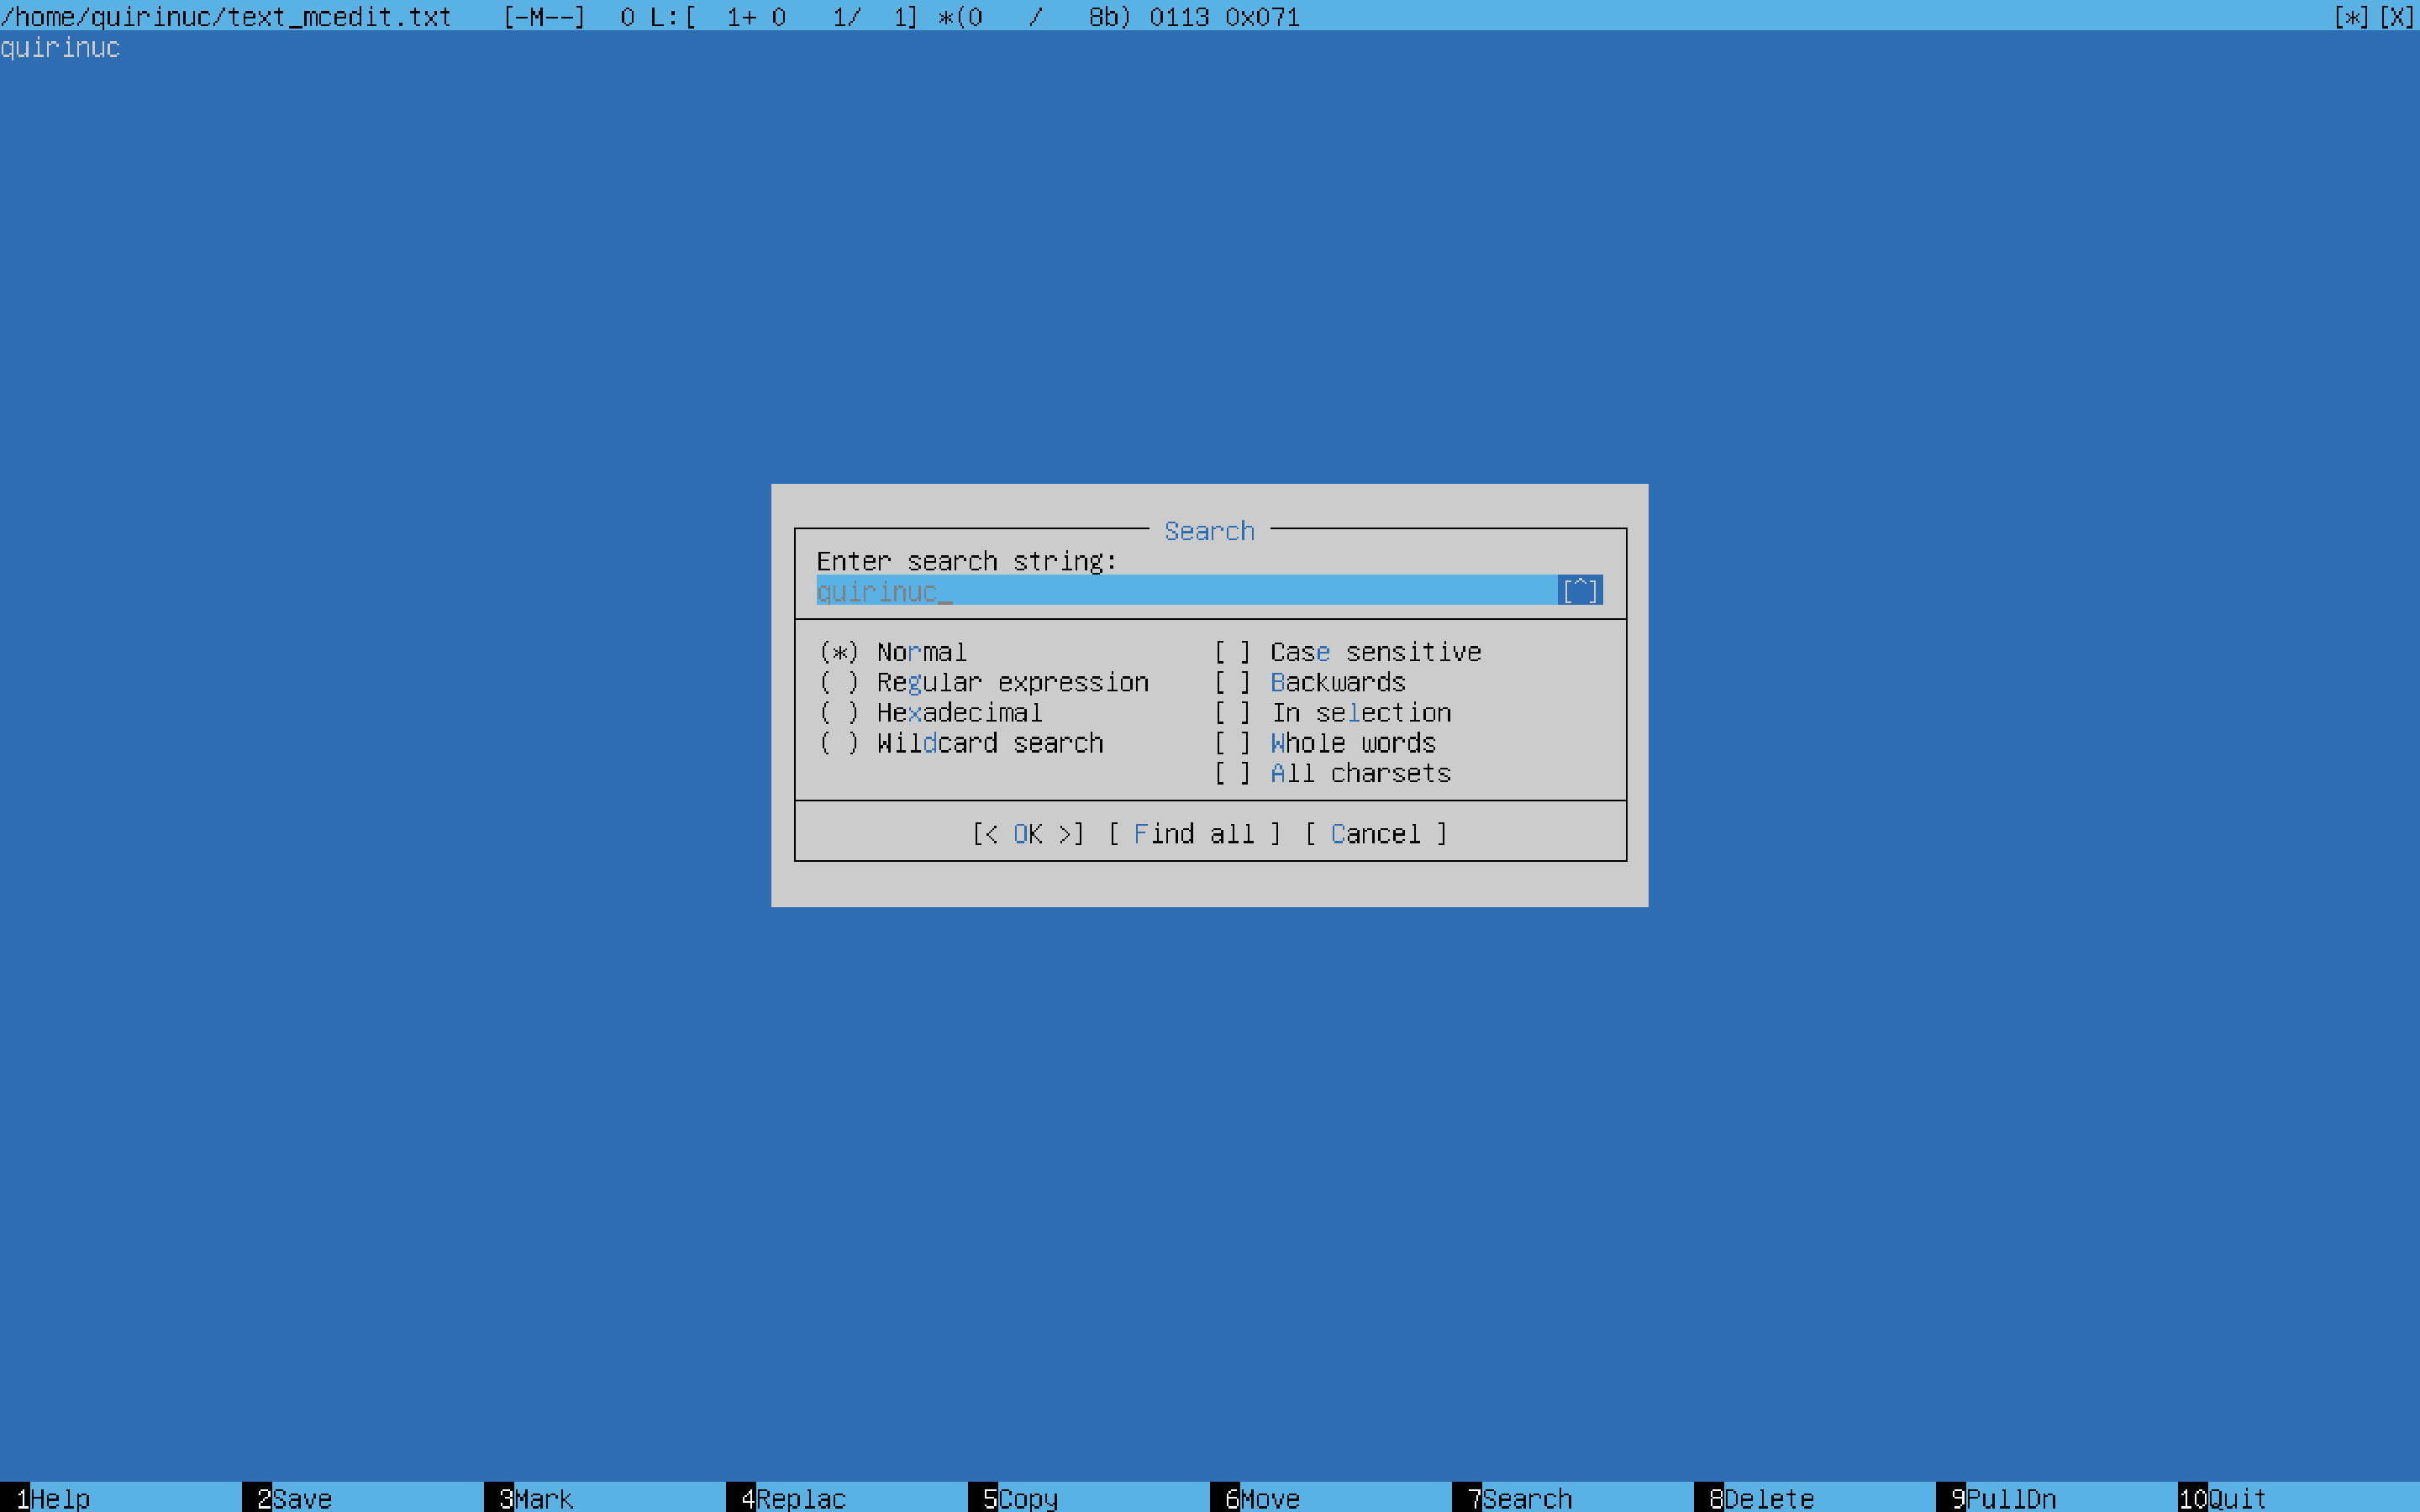 /home/quirinuc/text_mcedit.txt [-M--] 0 L:[ 1+ 0 1/ 1] *(0 / 8b) 0113 0x071 [*][X]
quirinuc
Search
Enter search string:
quirinuc_ [^]
(*) Normal [ ] Case sensitive
( ) Regular expression [ ] Backwards
( ) Hexadecimal [ ] In selection
( ) Wildcard search [ ] Whole words
[ ] All charsets
[< OK >] [ Find all ] [ Cancel ]
1Help 2Save 3Mark 4Replac 5Copy 6Move 7Search 8Delete 9PullDn 10Quit